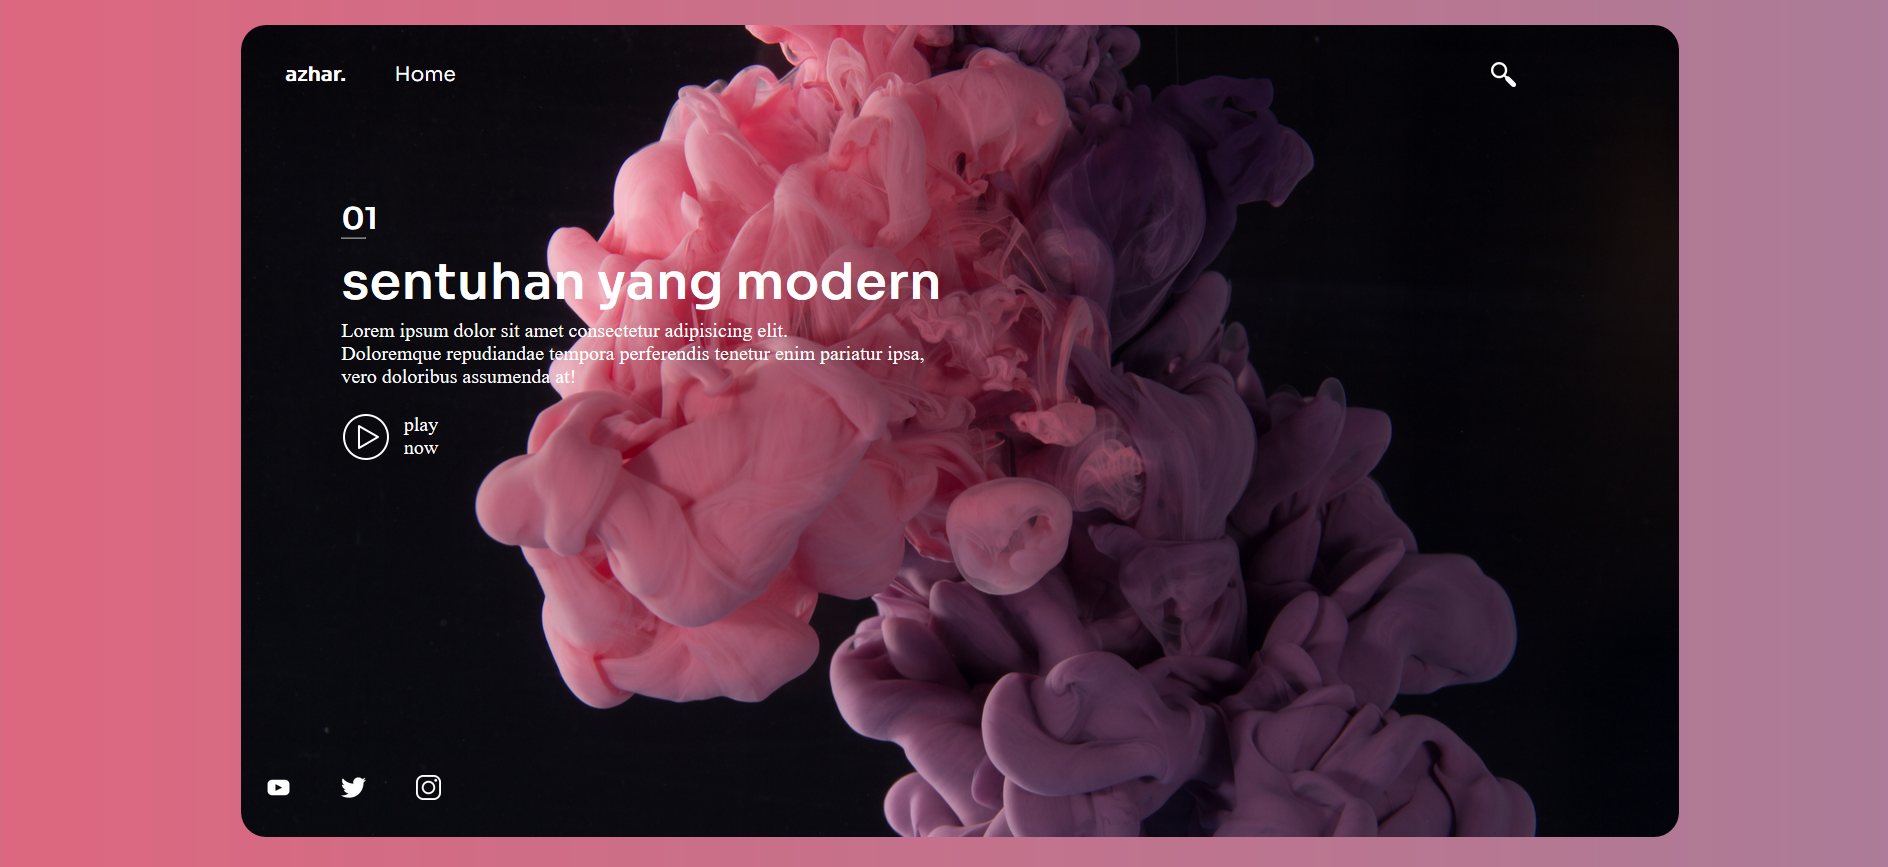 azhar. Home
01
sentuhan yang modern
Lorem ipsum dolor sit amet consectetur adipisicing elit.
Doloremque repudiandae tempora perferendis tenetur enim pariatur ipsa,
vero doloribus assumenda at!
play
now